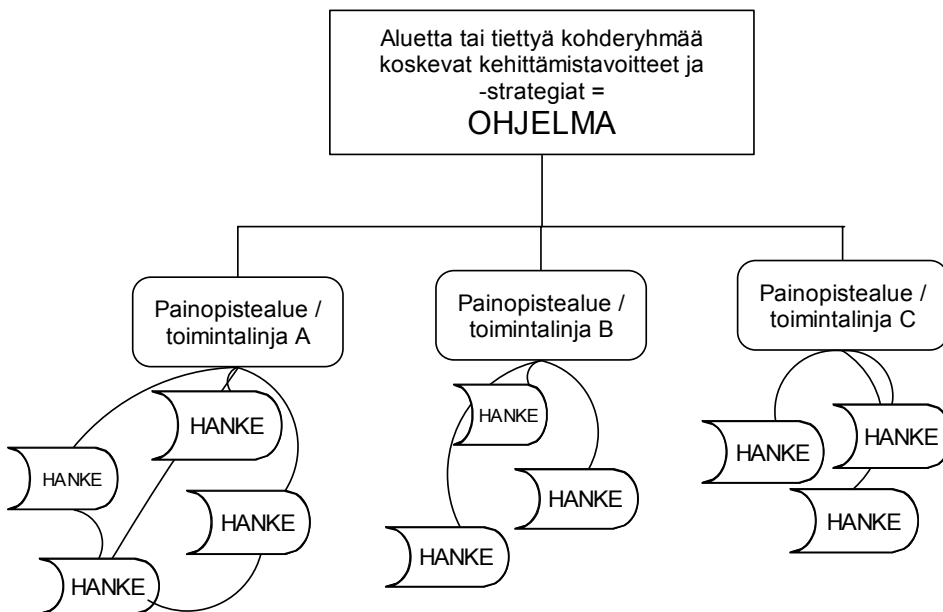 Aluetta tai tiettyä kohderyhmää
koskevat kehittämistavoitteet ja
-strategiat =
OHJELMA
Painopistealue /
toimintalinja A
Painopistealue /
toimintalinja B
Painopistealue /
toimintalinja C
HANKE
HANKE
HANKE
HANKE
HANKE
HANKE
HANKE
HANKE
HANKE
HANKE